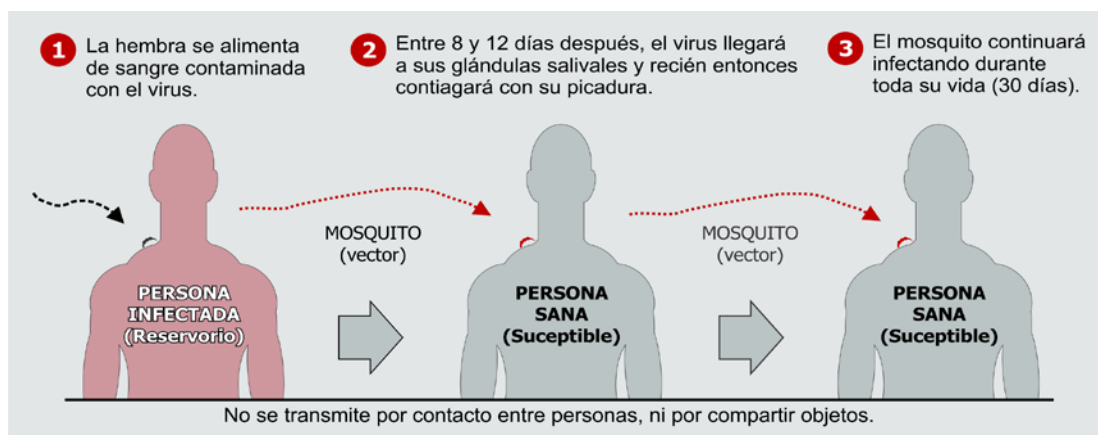 1
La hembra se alimenta
de sangre contaminada
con el virus.
2
Entre 8 y 12 días después, el virus llegará
a sus glándulas salivales y recién entonces
contiagará con su picadura.
3
El mosquito continuará
infectando durante
toda su vida (30 días).
PERSONA
INFECTADA
(Reservorio)
MOSQUITO
(vector)
PERSONA
SANA
(Suceptible)
MOSQUITO
(vector)
PERSONA
SANA
(Suceptible)
No se transmite por contacto entre personas, ni por compartir objetos.